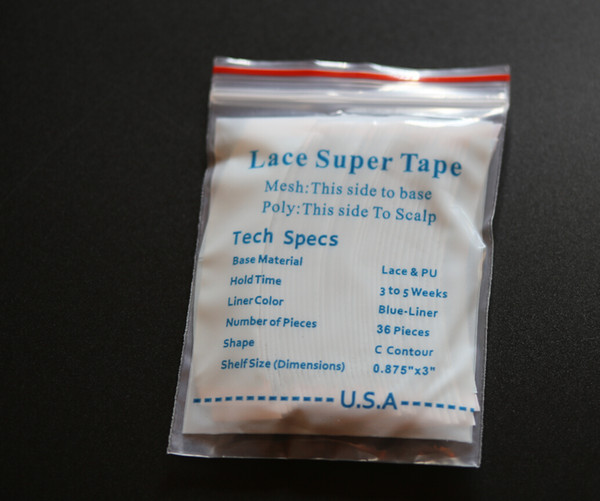 Lace Super Tape
Mesh:This side to base
Poly:This side To Scalp
Tech Specs
Base Material Lace & PU
Hold Time 3 to 5 Weeks
Liner Color Blue-Liner
Number of Pieces 36 Pieces
Shape C Contour
Shelf Size (Dimensions) 0.875"x3"
U.S.A